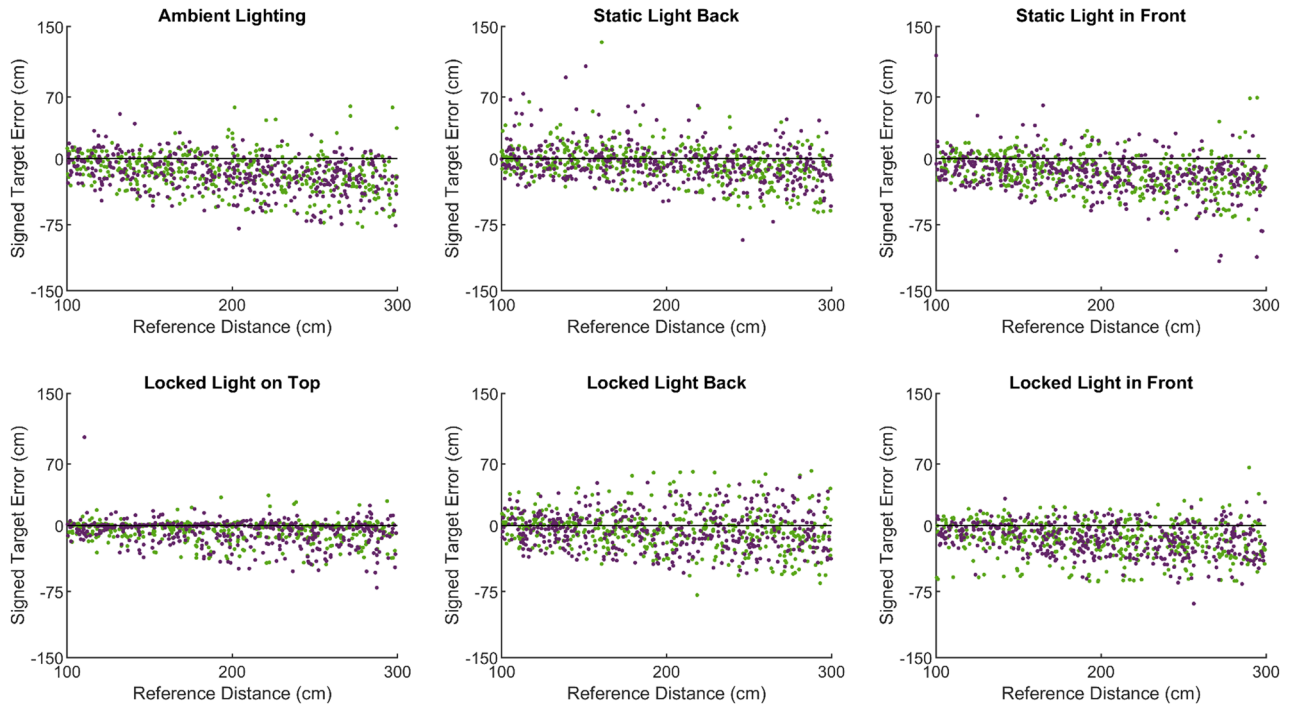 Ambient Lighting
150
70
0
-75
-150
Signed Target Error (cm)
100 200 300
Reference Distance (cm)
Static Light Back
150
70
0
-75
-150
Signed Target Error (cm)
100 200 300
Reference Distance (cm)
Static Light in Front
150
70
0
-75
-150
Signed Target Error (cm)
100 200 300
Reference Distance (cm)
Locked Light on Top
150
70
0
-75
-150
Signed Target Error (cm)
100 200 300
Reference Distance (cm)
Locked Light Back
150
70
0
-75
-150
Signed Target Error (cm)
100 200 300
Reference Distance (cm)
Locked Light in Front
150
70
0
-75
-150
Signed Target Error (cm)
100 200 300
Reference Distance (cm)